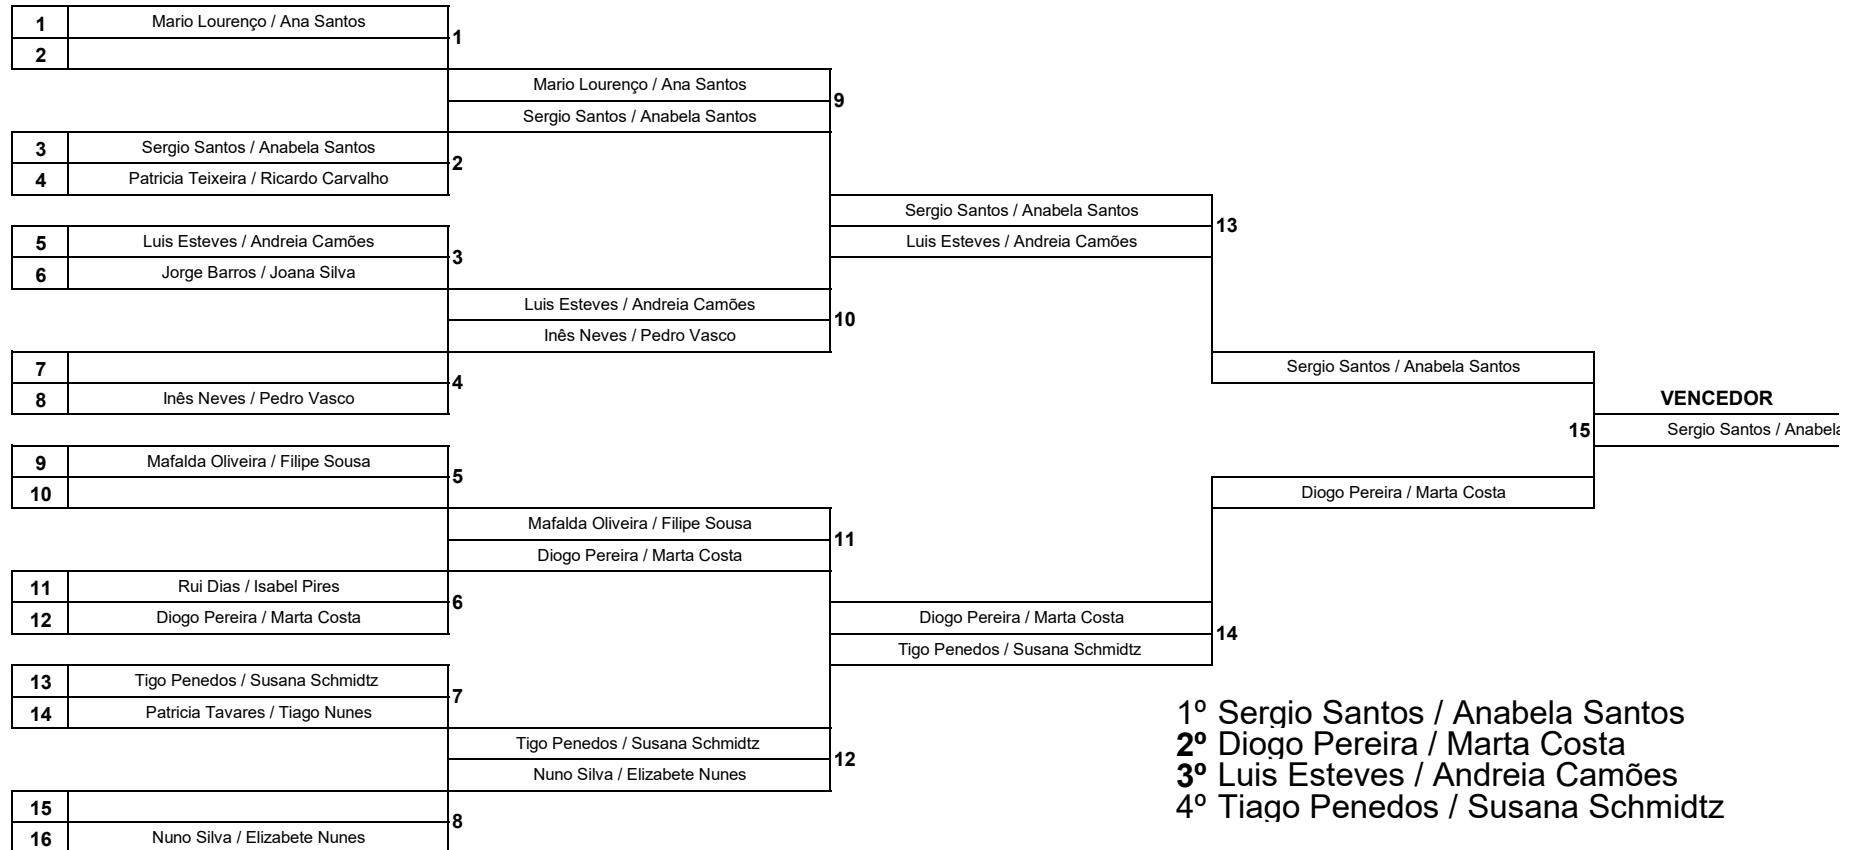 1 Mario Lourenço / Ana Santos
1
2
Mario Lourenço / Ana Santos
9
Sergio Santos / Anabela Santos
3 Sergio Santos / Anabela Santos
2
4 Patricia Teixeira / Ricardo Carvalho
Sergio Santos / Anabela Santos
13
Luis Esteves / Andreia Camões
5 Luis Esteves / Andreia Camões
3
6 Jorge Barros / Joana Silva
Luis Esteves / Andreia Camões
10
Inês Neves / Pedro Vasco
7
4
8 Inês Neves / Pedro Vasco
Sergio Santos / Anabela Santos
VENCEDOR
15
Sergio Santos / Anabela
9 Mafalda Oliveira / Filipe Sousa
5
10
Diogo Pereira / Marta Costa
Mafalda Oliveira / Filipe Sousa
11
Diogo Pereira / Marta Costa
11 Rui Dias / Isabel Pires
6
12 Diogo Pereira / Marta Costa
Diogo Pereira / Marta Costa
14
Tigo Penedos / Susana Schmidtz
13 Tigo Penedos / Susana Schmidtz
7
14 Patricia Tavares / Tiago Nunes
Tigo Penedos / Susana Schmidtz
12
Nuno Silva / Elizabete Nunes
15
8
16 Nuno Silva / Elizabete Nunes
1º Sergio Santos / Anabela Santos
2º Diogo Pereira / Marta Costa
3º Luis Esteves / Andreia Camões
4º Tiago Penedos / Susana Schmidtz